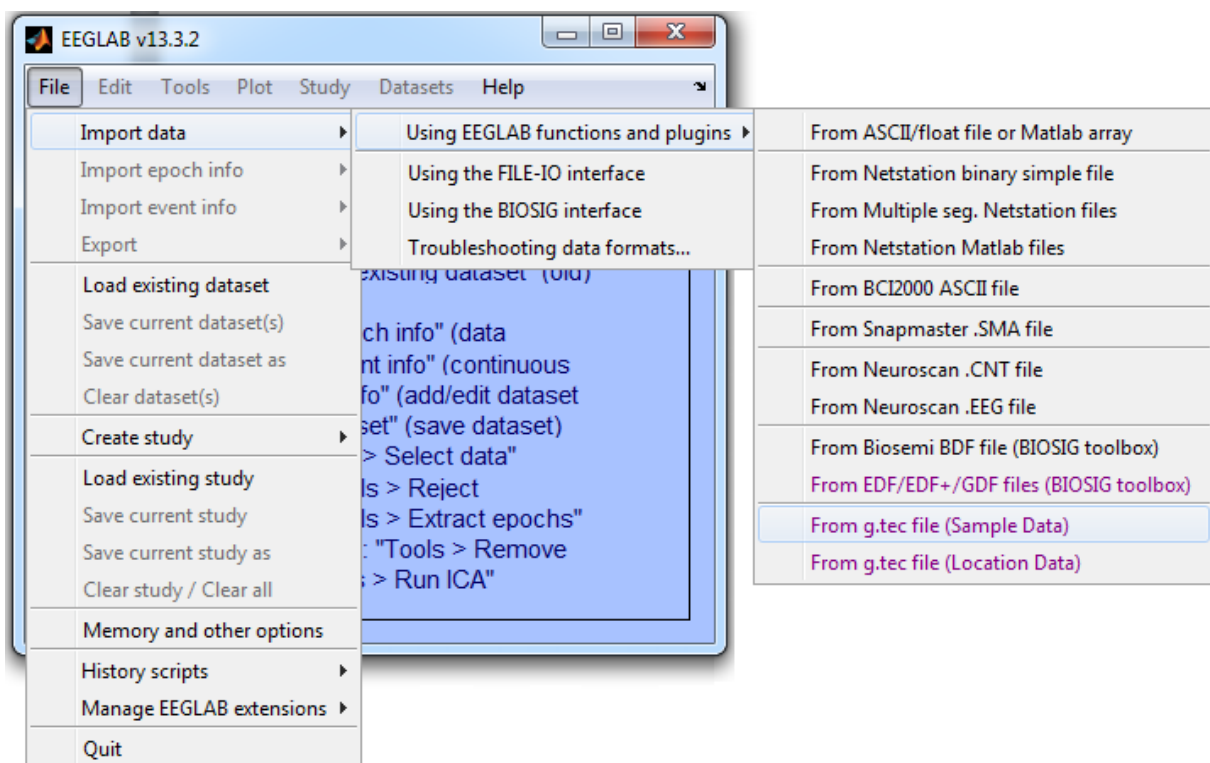 EEGLAB v13.3.2
File Edit Tools Plot Study Datasets Help
Import data
Import epoch info
Import event info
Export
Load existing dataset
Save current dataset(s)
Save current dataset as
Clear dataset(s)
Create study
Load existing study
Save current study
Save current study as
Clear study / Clear all
Memory and other options
History scripts
Manage EEGLAB extensions
Quit
Using EEGLAB functions and plugins
Using the FILE-IO interface
Using the BIOSIG interface
Troubleshooting data formats...
existing dataset" (old)
ch info" (data
nt info" (continuous
fo" (add/edit dataset
set" (save dataset)
> Select data"
ls > Reject
ls > Extract epochs"
: "Tools > Remove
> Run ICA"
From ASCII/float file or Matlab array
From Netstation binary simple file
From Multiple seg. Netstation files
From Netstation Matlab files
From BCI2000 ASCII file
From Snapmaster .SMA file
From Neuroscan .CNT file
From Neuroscan .EEG file
From Biosemi BDF file (BIOSIG toolbox)
From EDF/EDF+/GDF files (BIOSIG toolbox)
From g.tec file (Sample Data)
From g.tec file (Location Data)